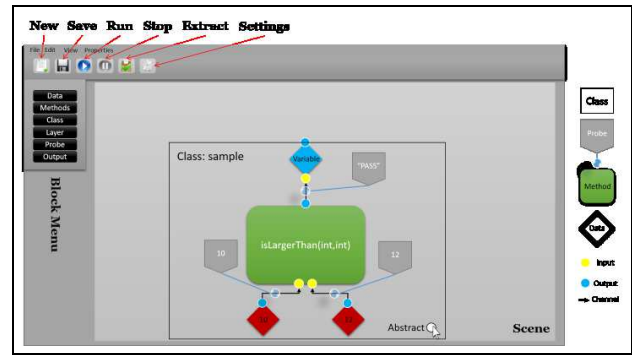 New Save Run Stop Extract Settings
File Edit View Properties
Data
Methods
Class
Layer
Probe
Output
Block Menu
Class: sample
Variable
"PASS"
isLargerThan(int,int)
10
12
Abstract
Scene
Class
Probe
Method
Data
Input
Output
Channel